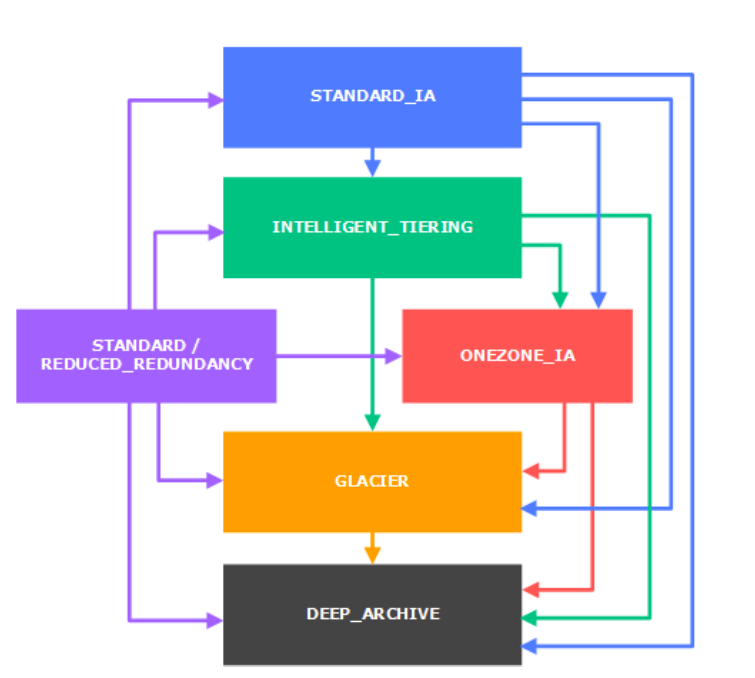 STANDARD_IA
INTELLIGENT_TIERING
STANDARD /
REDUCED_REDUNDANCY
ONEZONE_IA
GLACIER
DEEP_ARCHIVE